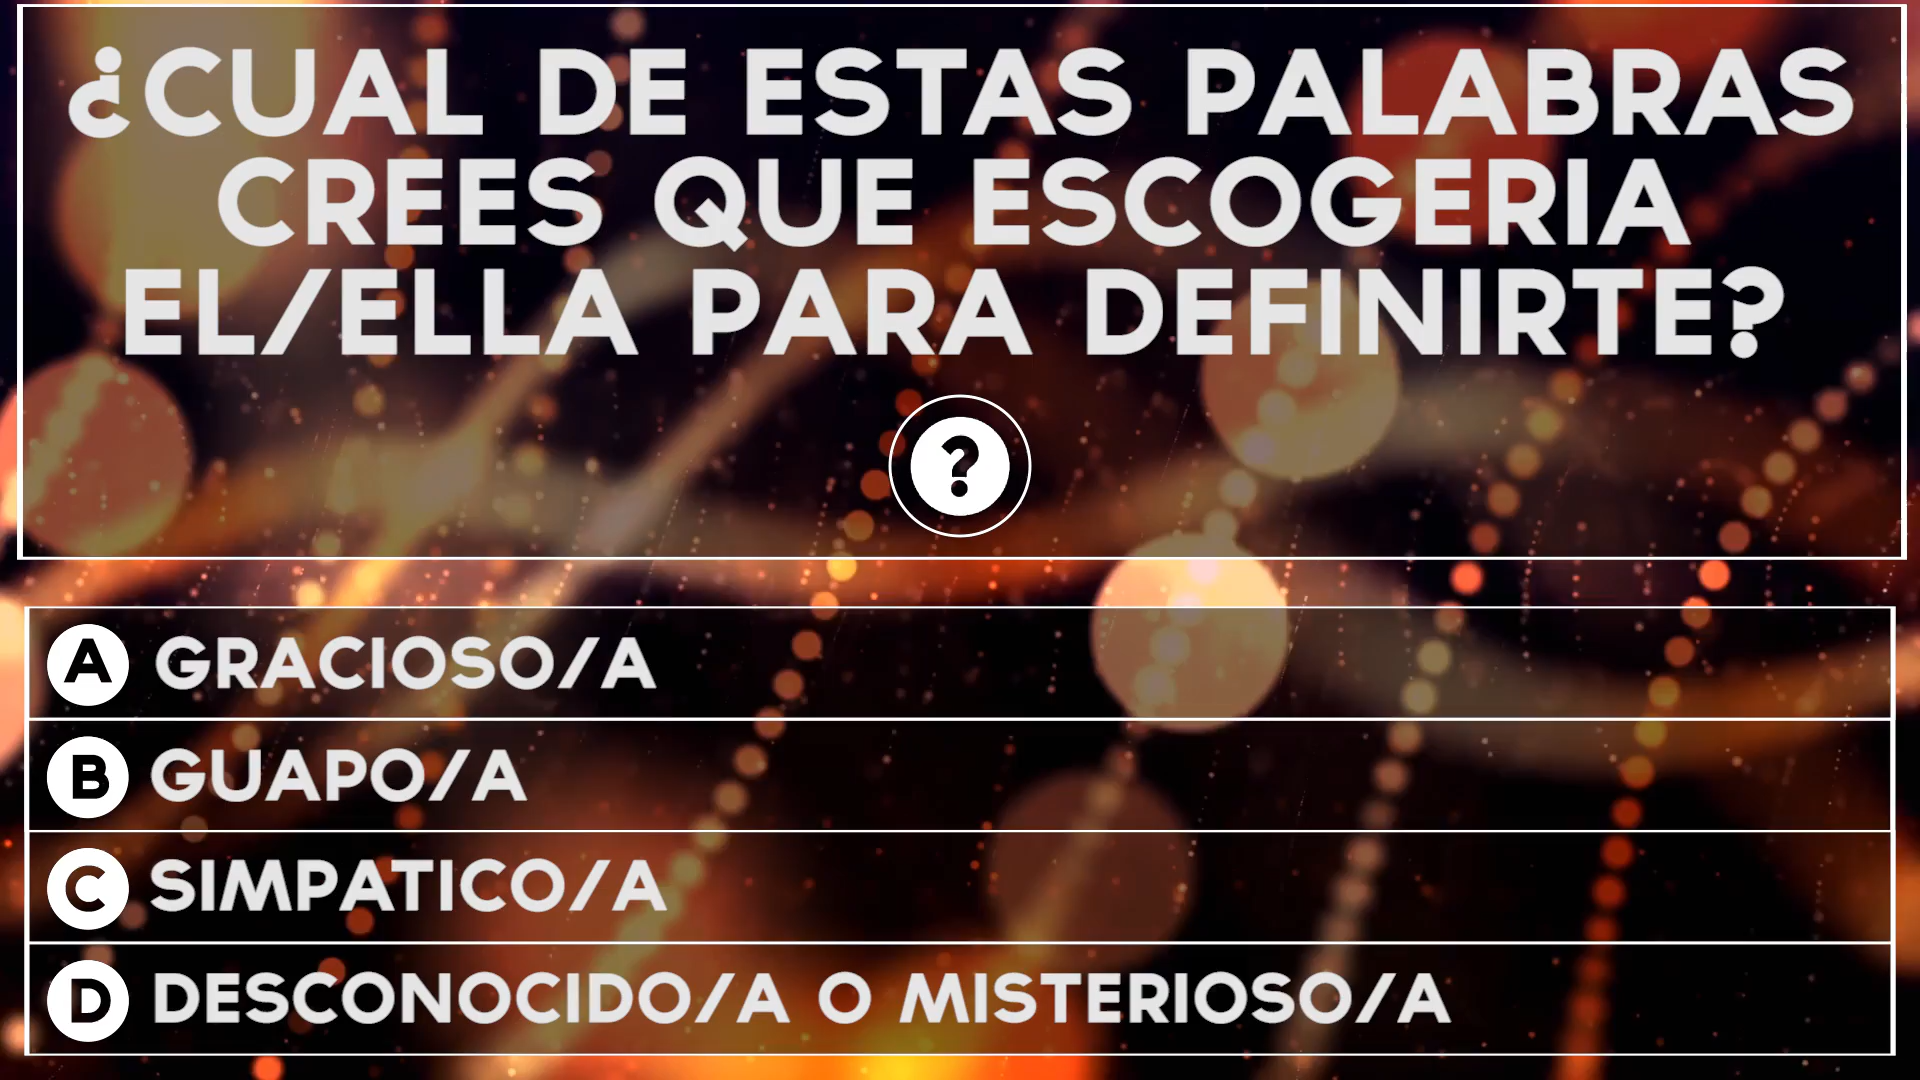 ¿CUAL DE ESTAS PALABRAS
CREES QUE ESCOGERIA
EL/ELLA PARA DEFINIRTE?
?
A GRACIOSO/A
B GUAPO/A
C SIMPATICO/A
D DESCONOCIDO/A O MISTERIOSO/A